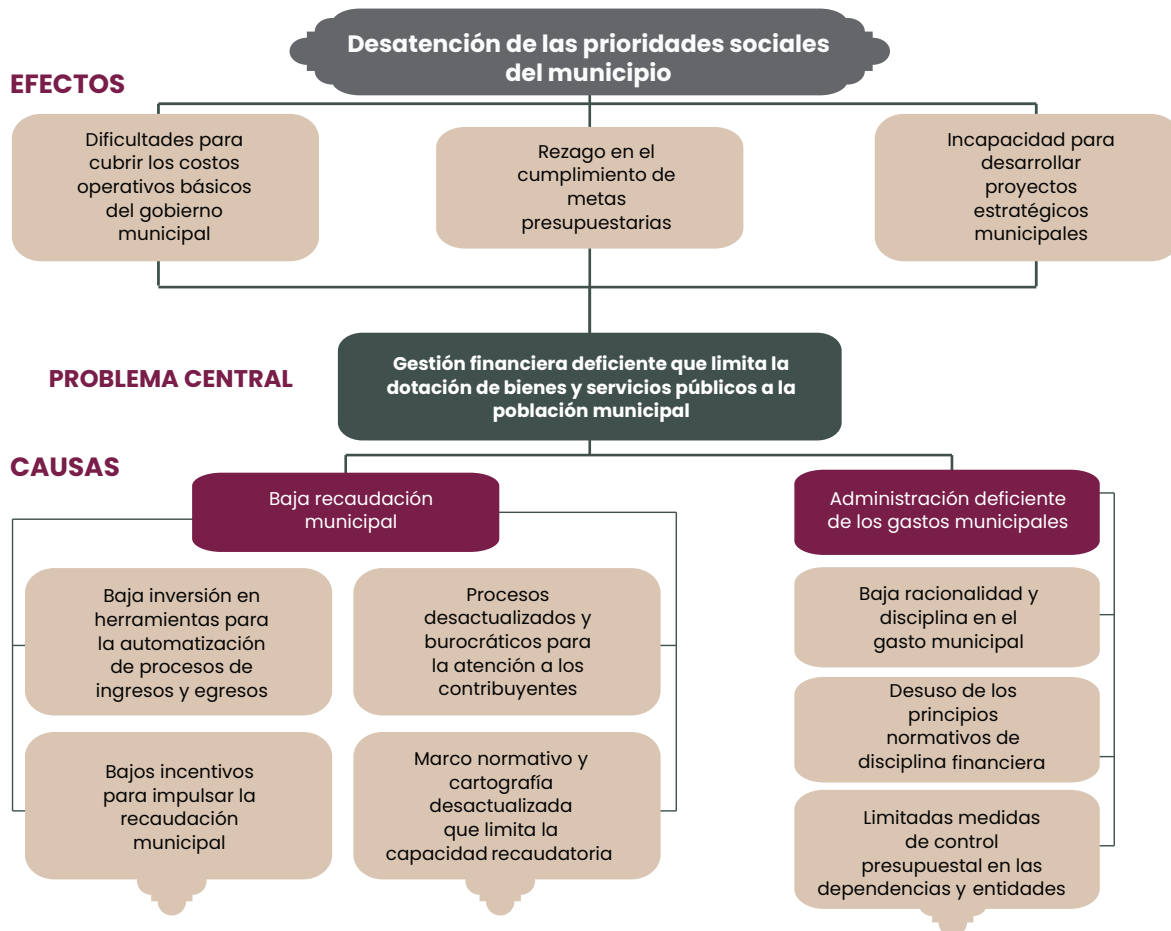 Desatención de las prioridades sociales
del municipio
EFECTOS
Dificultades para
cubrir los costos
operativos básicos
del gobierno
municipal
Rezago en el
cumplimiento de
metas
presupuestarias
Incapacidad para
desarrollar
proyectos
estratégicos
municipales
PROBLEMA CENTRAL
Gestión financiera deficiente que limita la
dotación de bienes y servicios públicos a la
población municipal
CAUSAS
Baja recaudación
municipal
Baja inversión en
herramientas para
la automatización
de procesos de
ingresos y egresos
Procesos
desactualizados y
burocráticos para
la atención a los
contribuyentes
Bajos incentivos
para impulsar la
recaudación
municipal
Marco normativo y
cartografía
desactualizada
que limita la
capacidad recaudatoria
Administración deficiente
de los gastos municipales
Baja racionalidad y
disciplina en el
gasto municipal
Desuso de los
principios
normativos de
disciplina financiera
Limitadas medidas
de control
presupuestal en las
dependencias y entidades